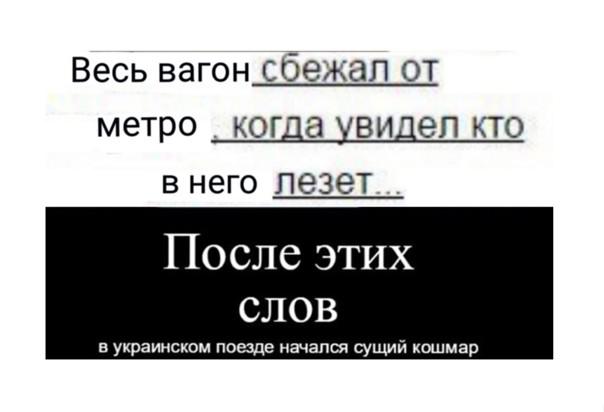 Весь вагон сбежал от
метро , когда увидел кто
в него лезет...
После этих
слов
в украинском поезде начался сущий кошмар